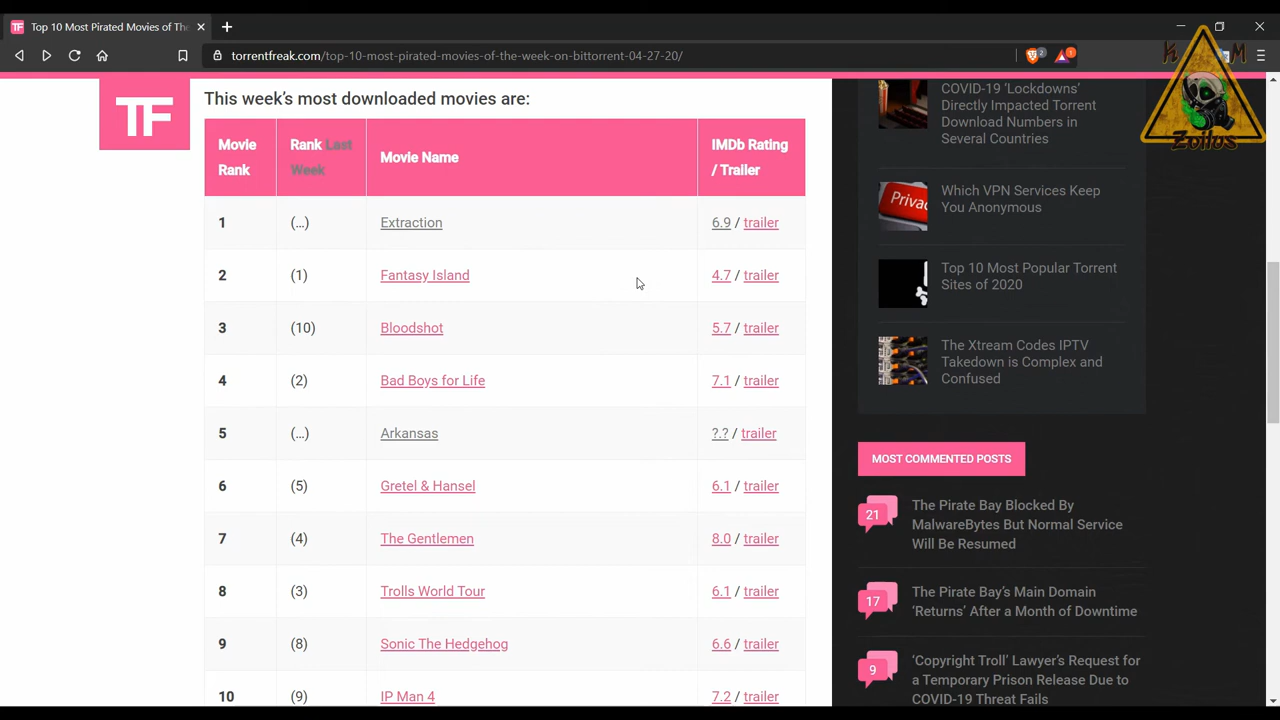 TF Top 10 Most Pirated Movies of The
torrentfreak.com/top-10-most-pirated-movies-of-the-week-on-bittorrent-04-27-20/
2
1
K M
Zoilos
TF
This week's most downloaded movies are:
Movie Rank
Rank Last Week
Movie Name
IMDb Rating / Trailer
1 (...) Extraction 6.9 / trailer
2 (1) Fantasy Island 4.7 / trailer
3 (10) Bloodshot 5.7 / trailer
4 (2) Bad Boys for Life 7.1 / trailer
5 (...) Arkansas ?.? / trailer
6 (5) Gretel & Hansel 6.1 / trailer
7 (4) The Gentlemen 8.0 / trailer
8 (3) Trolls World Tour 6.1 / trailer
9 (8) Sonic The Hedgehog 6.6 / trailer
10 (9) IP Man 4 7.2 / trailer
COVID-19 'Lockdowns'
Directly Impacted Torrent
Download Numbers in
Several Countries
Privac
Which VPN Services Keep
You Anonymous
Top 10 Most Popular Torrent
Sites of 2020
The Xtream Codes IPTV
Takedown is Complex and
Confused
MOST COMMENTED POSTS
21
The Pirate Bay Blocked By
MalwareBytes But Normal Service
Will Be Resumed
17
The Pirate Bay's Main Domain
'Returns' After a Month of Downtime
9
'Copyright Troll' Lawyer's Request for
a Temporary Prison Release Due to
COVID-19 Threat Fails